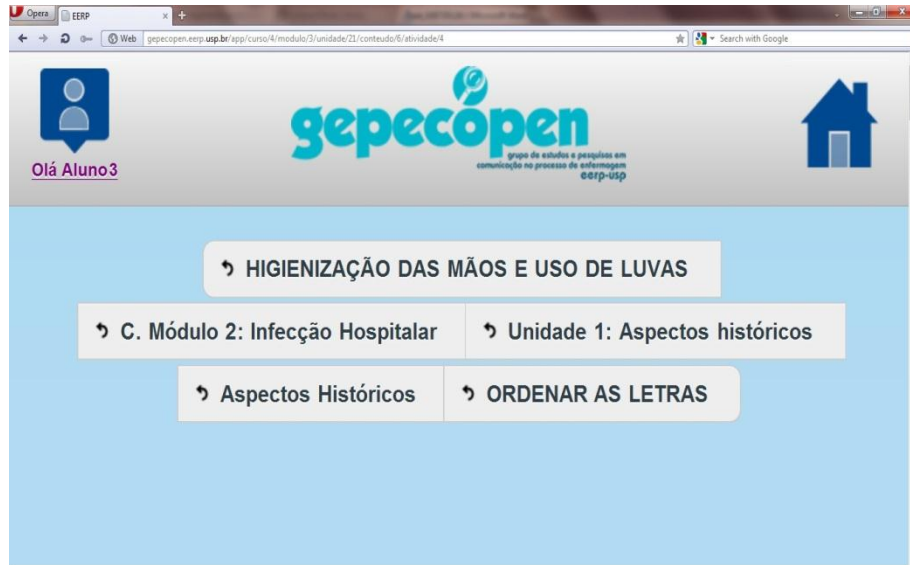 Opera EERP
Web gepecopen.eerp.usp.br/app/curso/4/modulo/3/unidade/21/conteudo/6/atividade/4 Search with Google
gepecopen
grupo de estudos e pesquisas em
comunicação no processo de enfermagem
eerp-usp
Olá Aluno3
HIGIENIZAÇÃO DAS MÃOS E USO DE LUVAS
C. Módulo 2: Infecção Hospitalar Unidade 1: Aspectos históricos
Aspectos Históricos ORDENAR AS LETRAS